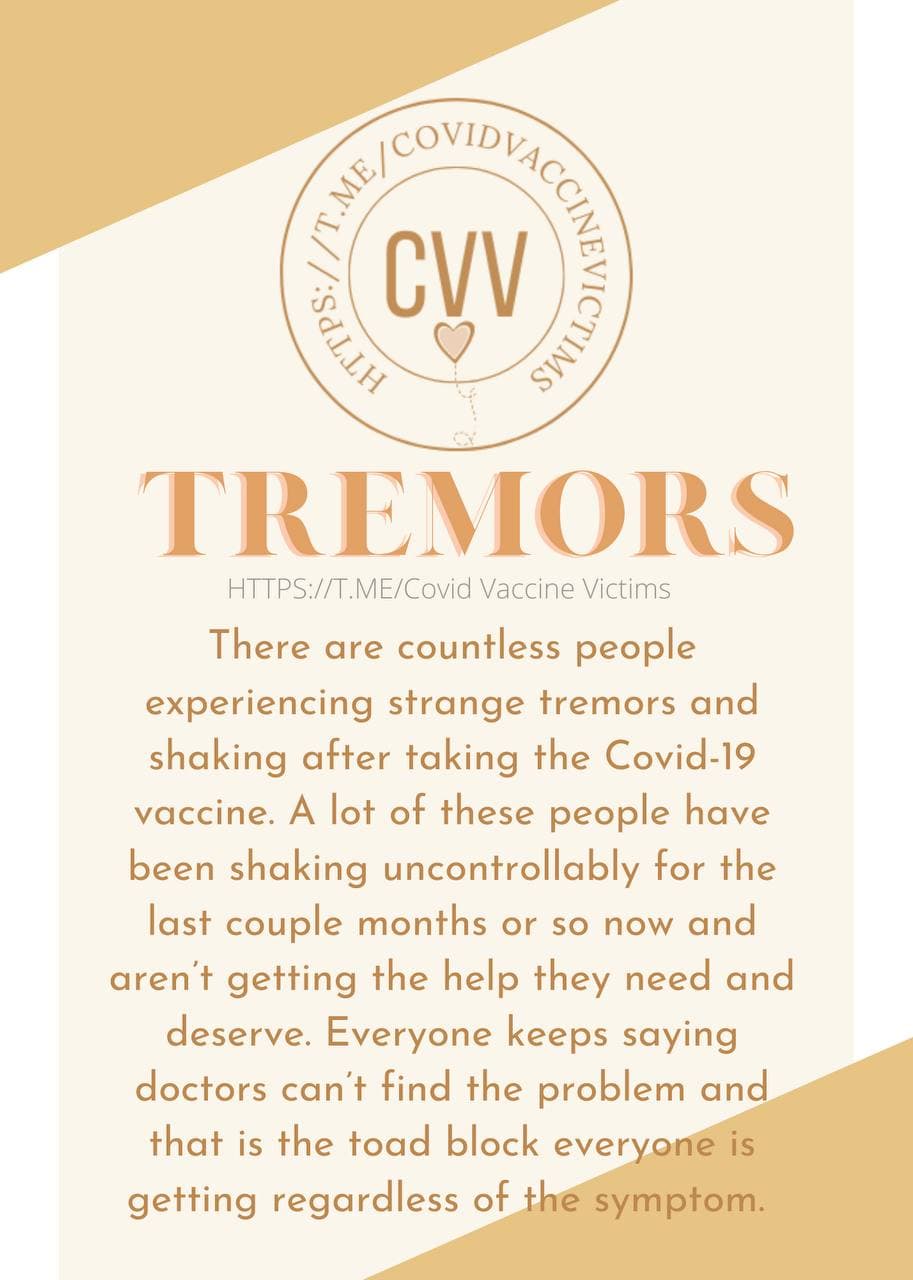 HTTPS://T.ME/COVIDVACCINEVICTIMS
CVV
TREMORS
HTTPS://T.ME/Covid Vaccine Victims
There are countless people
experiencing strange tremors and
shaking after taking the Covid-19
vaccine. A lot of these people have
been shaking uncontrollably for the
last couple months or so now and
aren't getting the help they need and
deserve. Everyone keeps saying
doctors can't find the problem and
that is the toad block everyone is
getting regardless of the symptom.